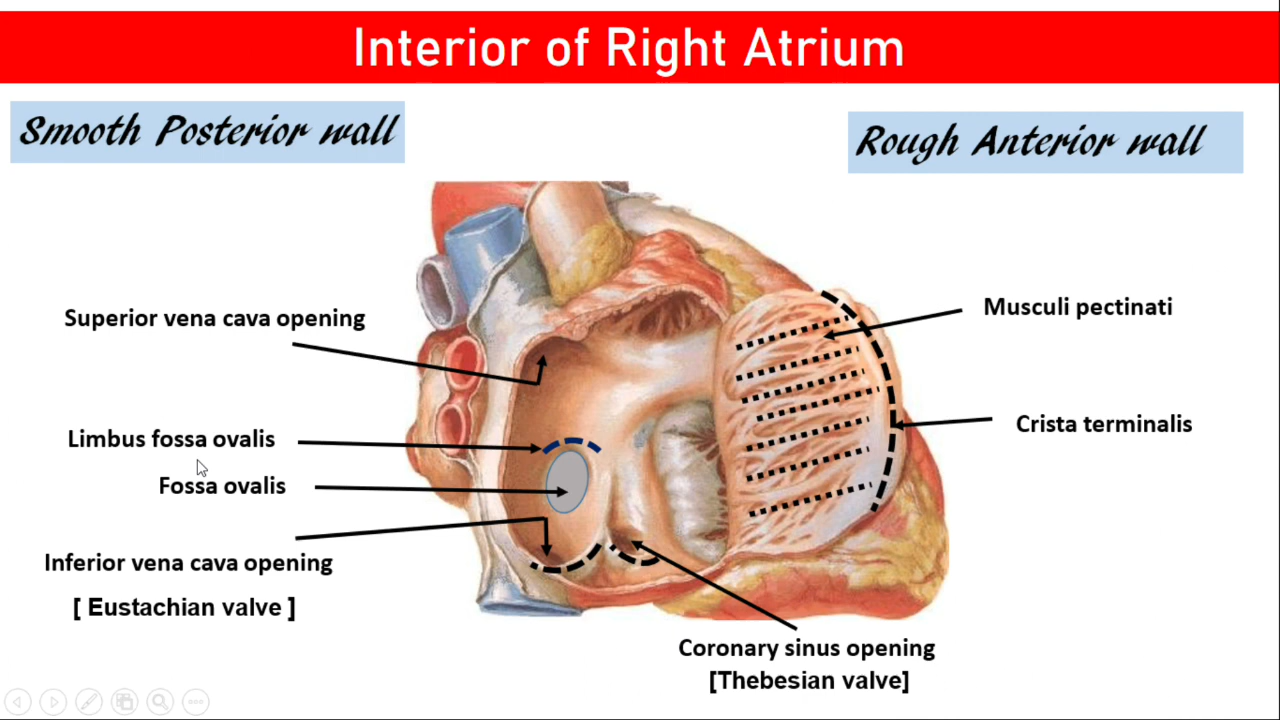 Interior of Right Atrium
Smooth Posterior wall
Rough Anterior wall
Superior vena cava opening
Musculi pectinati
Limbus fossa ovalis
Crista terminalis
Fossa ovalis
Inferior vena cava opening
[ Eustachian valve ]
Coronary sinus opening
[Thebesian valve]